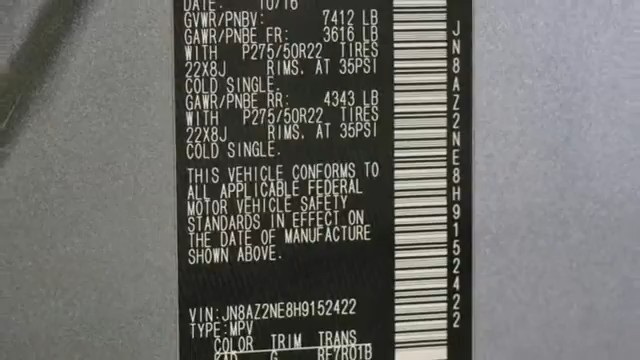 DATE: 10/16
GVWR/PNBV: 7412 LB
GAWR/PNBE FR: 3616 LB
WITH P275/50R22 TIRES
22X8J RIMS, AT 35PSI
COLD SINGLE.
GAWR/PNBE RR: 4343 LB
WITH P275/50R22 TIRES
22X8J RIMS, AT 35PSI
COLD SINGLE.
THIS VEHICLE CONFORMS TO
ALL APPLICABLE FEDERAL
MOTOR VEHICLE SAFETY
STANDARDS IN EFFECT ON
THE DATE OF MANUFACTURE
SHOWN ABOVE.
VIN:JN8AZ2NE8H9152422
TYPE:MPV
COLOR TRIM TRANS
G RE7R01B
JN8AZ2NE8H9152422